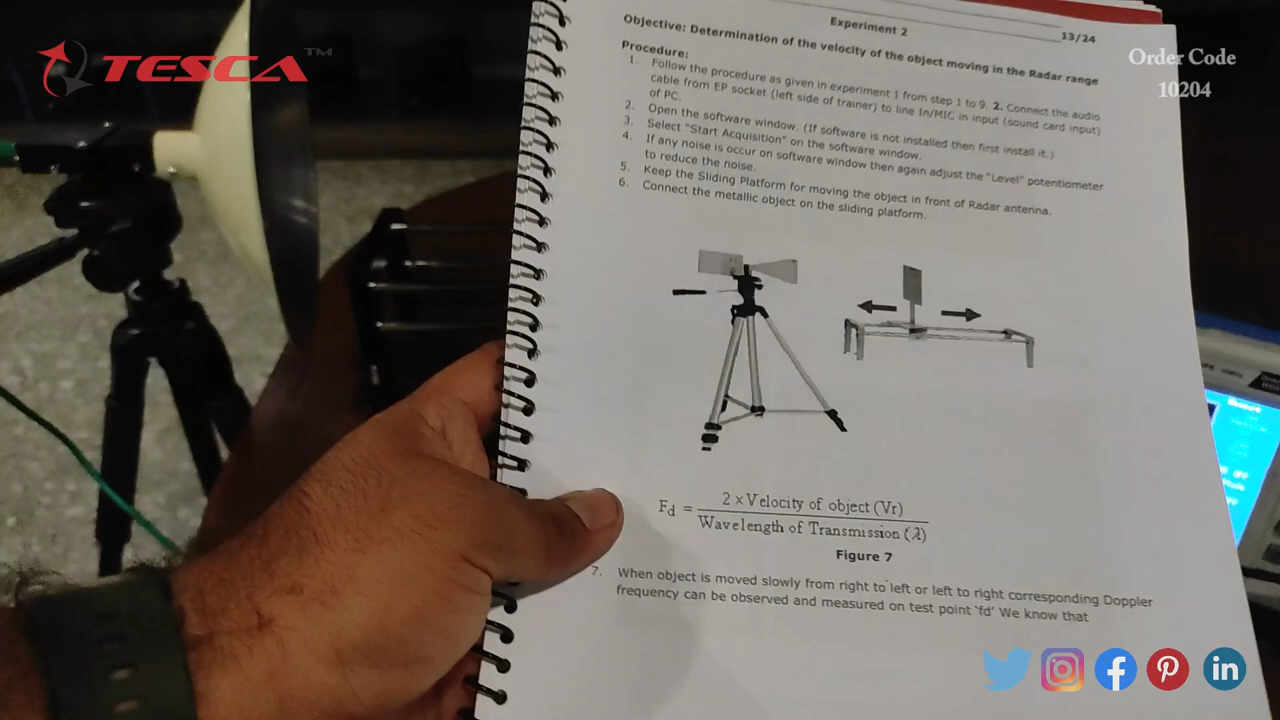 TESCA™
Order Code
10204
Experiment 2
13/24
Objective: Determination of the velocity of the object moving in the Radar range
Procedure:
1. Follow the procedure as given in experiment 1 from step 1 to 9. 2. Connect the audio
cable from EP socket (left side of trainer) to line In/MIC in input (sound card input)
of PC.
2. Open the software window. (If software is not installed then first install it.)
3. Select "Start Acquisition" on the software window.
4. If any noise is occur on software window then again adjust the "Level" potentiometer
to reduce the noise.
5. Keep the Sliding Platform for moving the object in front of Radar antenna.
6. Connect the metallic object on the sliding platform.
Fd = 2 × Velocity of object (Vr)
Wavelength of Transmission (λ)
Figure 7
7. When object is moved slowly from right to left or left to right corresponding Doppler
frequency can be observed and measured on test point 'fd' We know that